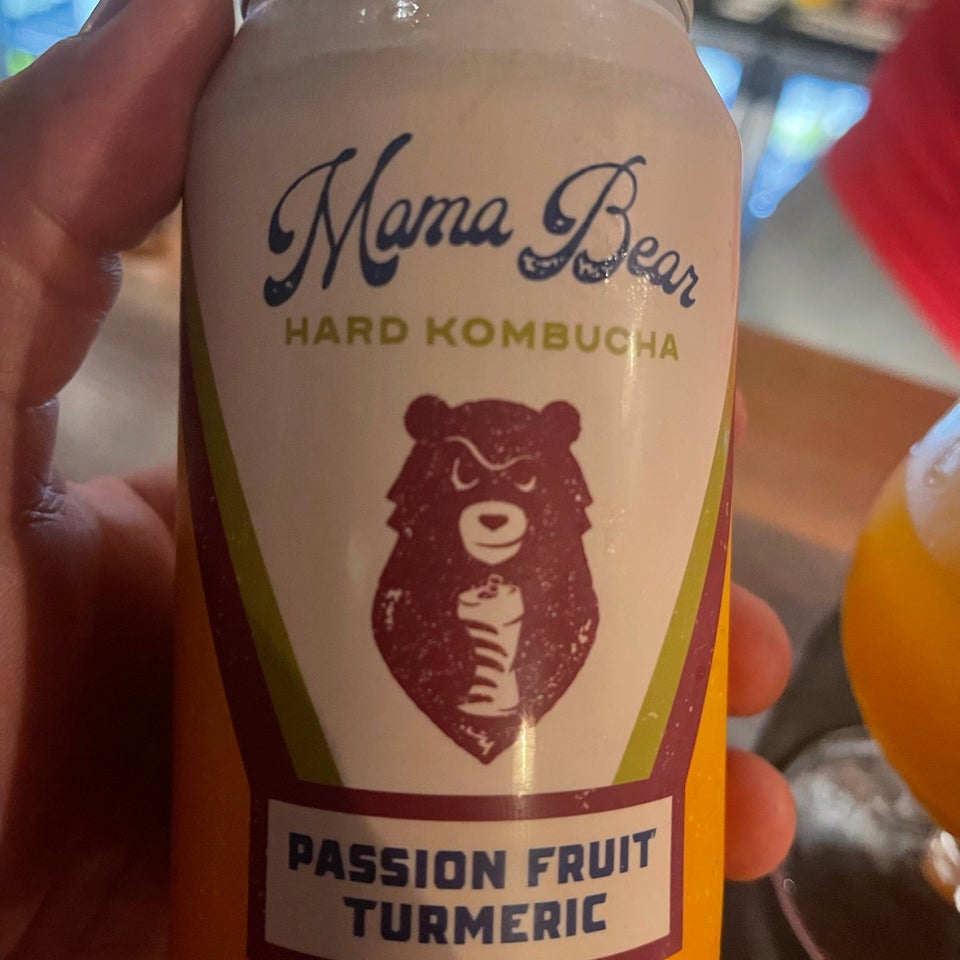 Mama Bear
HARD KOMBUCHA
PASSION FRUIT
TURMERIC